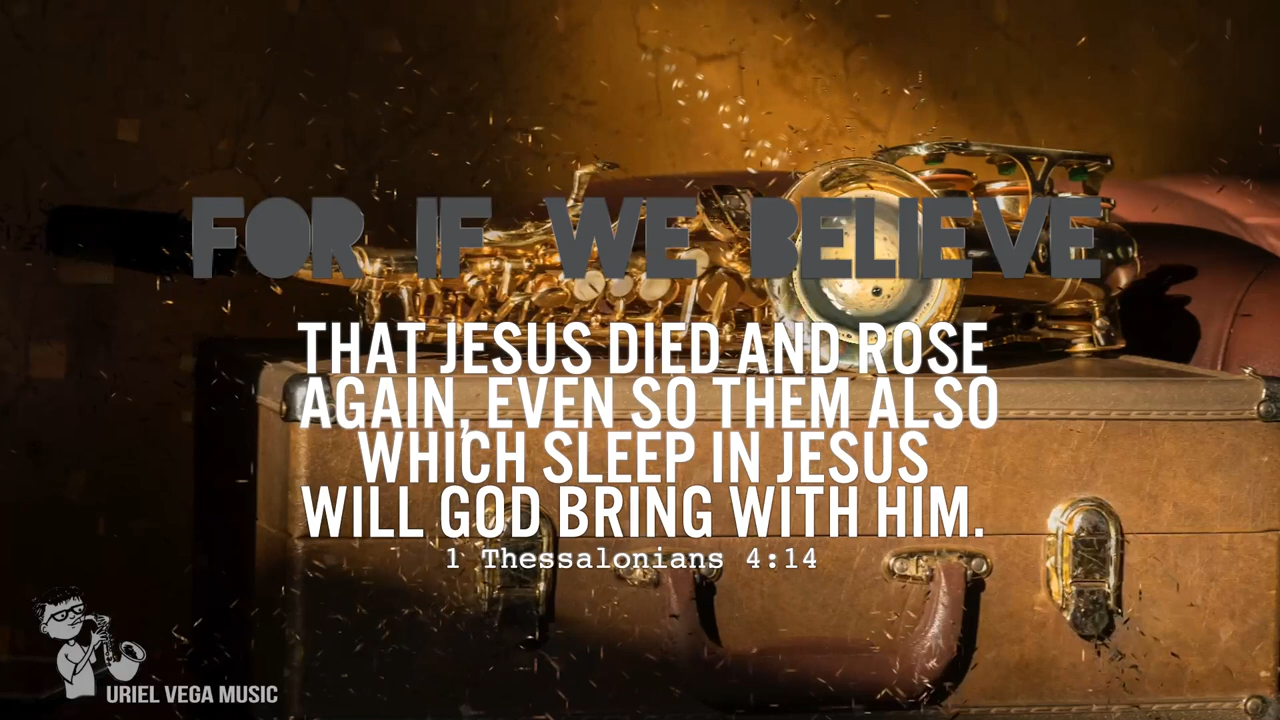 FOR IF WE BELIEVE
THAT JESUS DIED AND ROSE
AGAIN, EVEN SO THEM ALSO
WHICH SLEEP IN JESUS
WILL GOD BRING WITH HIM.
1 Thessalonians 4:14
URIEL VEGA MUSIC